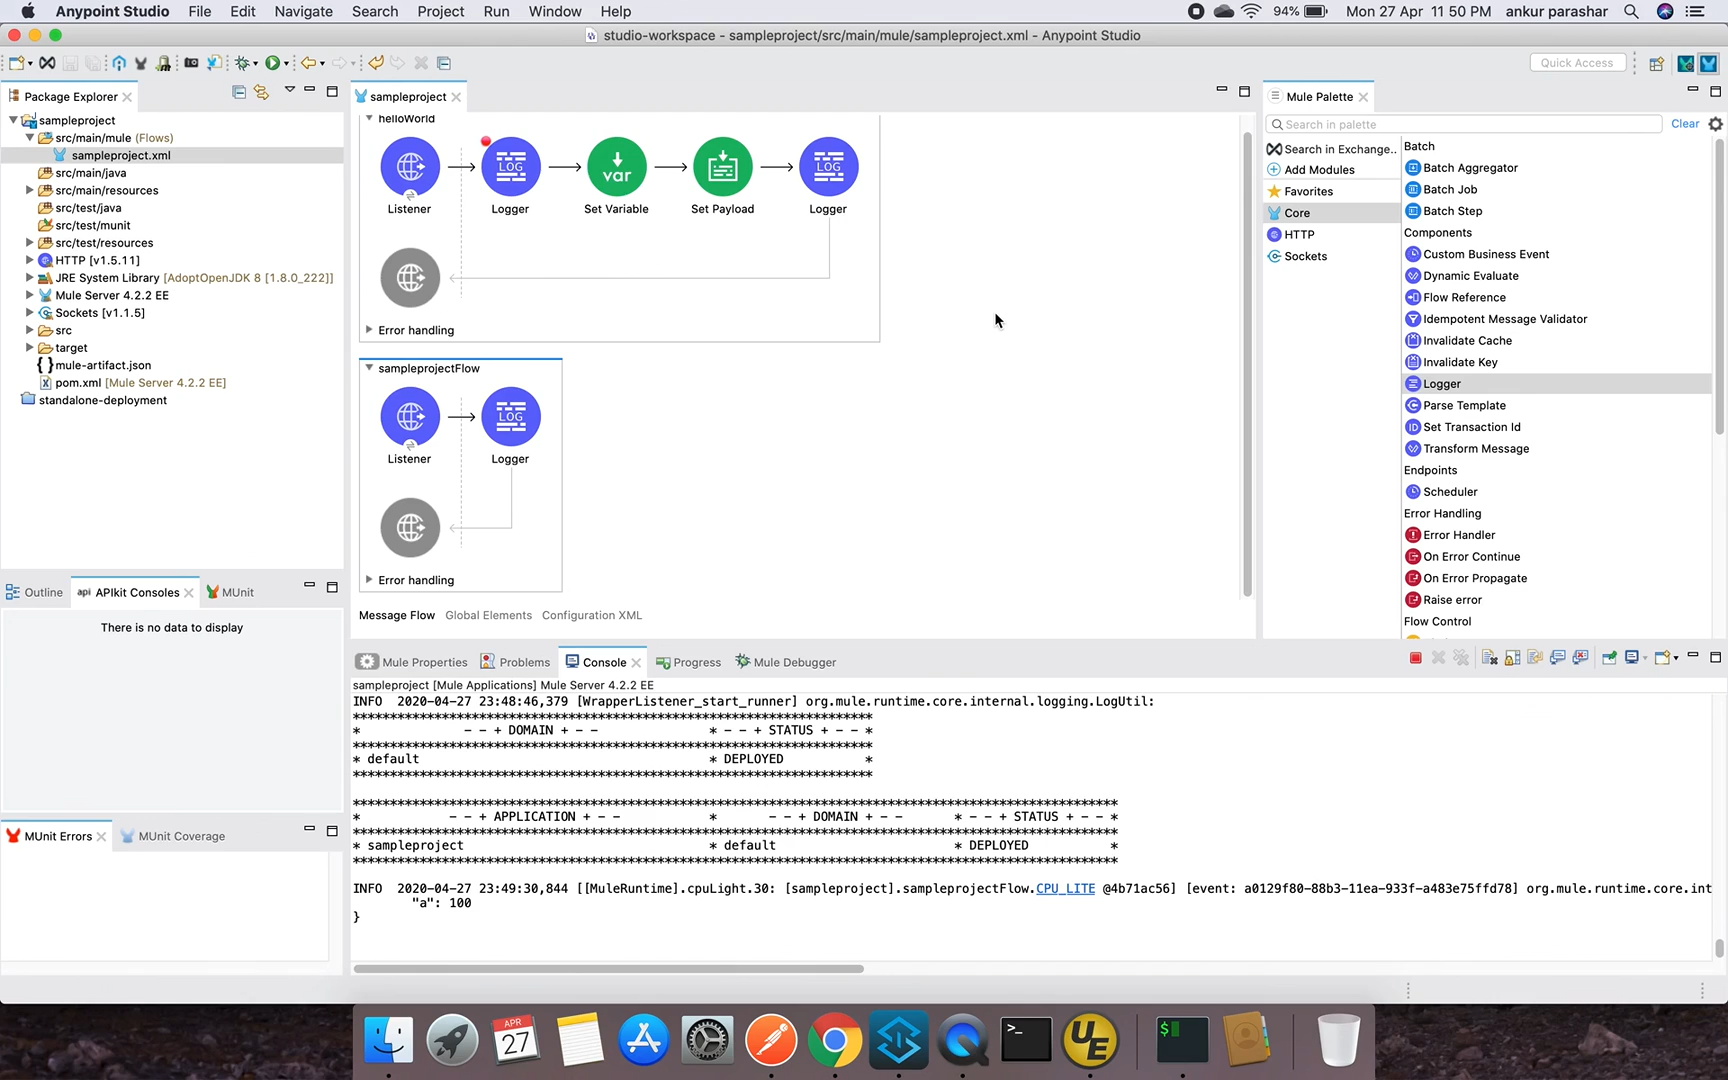 Anypoint Studio File Edit Navigate Search Project Run Window Help
94% Mon 27 Apr 11 50 PM ankur parashar
studio-workspace - sampleproject/src/main/mule/sampleproject.xml - Anypoint Studio
Quick Access
Package Explorer
sampleproject
src/main/mule (Flows)
sampleproject.xml
src/main/java
src/main/resources
src/test/java
src/test/munit
src/test/resources
HTTP [v1.5.11]
JRE System Library [AdoptOpenJDK 8 [1.8.0_222]]
Mule Server 4.2.2 EE
Sockets [v1.1.5]
src
target
mule-artifact.json
pom.xml [Mule Server 4.2.2 EE]
standalone-deployment
sampleproject
helloWorld
LOG
var
LOG
Listener
Logger
Set Variable
Set Payload
Logger
Error handling
sampleprojectFlow
LOG
Listener
Logger
Error handling
Message Flow Global Elements Configuration XML
Mule Palette
Search in palette
Clear
Search in Exchange..
Add Modules
Favorites
Core
HTTP
Sockets
Batch
Batch Aggregator
Batch Job
Batch Step
Components
Custom Business Event
Dynamic Evaluate
Flow Reference
Idempotent Message Validator
Invalidate Cache
Invalidate Key
Logger
Parse Template
Set Transaction Id
Transform Message
Endpoints
Scheduler
Error Handling
Error Handler
On Error Continue
On Error Propagate
Raise error
Flow Control
Outline api APIkit Consoles MUnit
There is no data to display
MUnit Errors MUnit Coverage
Mule Properties Problems Console Progress Mule Debugger
sampleproject [Mule Applications] Mule Server 4.2.2 EE
INFO 2020-04-27 23:48:46,379 [WrapperListener_start_runner] org.mule.runtime.core.internal.logging.LogUtil:
**********************************************************************
* - - + DOMAIN + - - * - - + STATUS + - - *
**********************************************************************
* default * DEPLOYED *
**********************************************************************
*******************************************************************************************************
* - - + APPLICATION + - - * - - + DOMAIN + - - * - - + STATUS + - - *
*******************************************************************************************************
* sampleproject * default * DEPLOYED *
*******************************************************************************************************
INFO 2020-04-27 23:49:30,844 [[MuleRuntime].cpuLight.30: [sampleproject].sampleprojectFlow.CPU_LITE @4b71ac56] [event: a0129f80-88b3-11ea-933f-a483e75ffd78] org.mule.runtime.core.int
"a": 100
}
APR
27
>_
UE
$